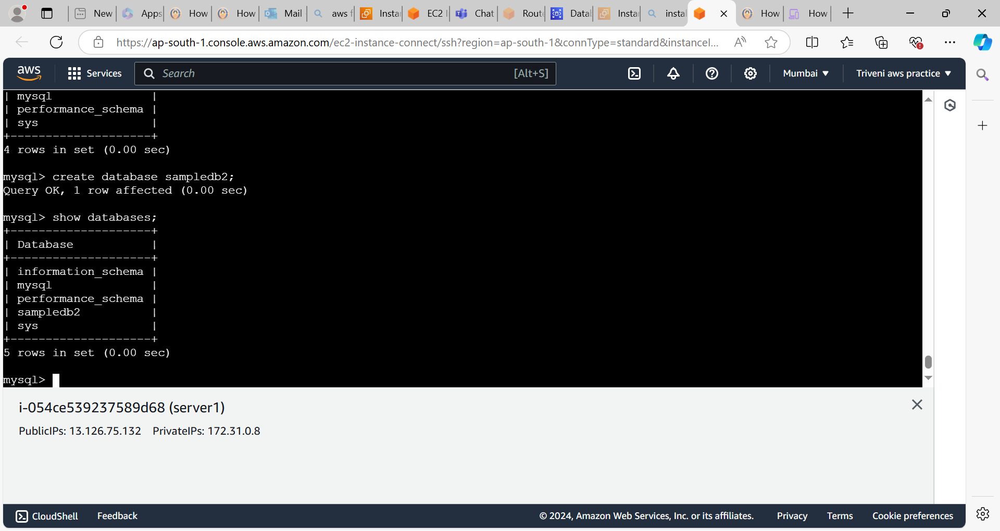 New
Apps
How
How
Mail
aws f
Insta
EC2 I
Chat
Route
Datab
Insta
instal
How
How
https://ap-south-1.console.aws.amazon.com/ec2-instance-connect/ssh?region=ap-south-1&connType=standard&instanceI...
aws
Services
Search
[Alt+S]
Mumbai
Triveni aws practice
| mysql              |
| performance_schema |
| sys                |
+--------------------+
4 rows in set (0.00 sec)
mysql> create database sampledb2;
Query OK, 1 row affected (0.00 sec)
mysql> show databases;
+--------------------+
| Database           |
+--------------------+
| information_schema |
| mysql              |
| performance_schema |
| sampledb2          |
| sys                |
+--------------------+
5 rows in set (0.00 sec)
mysql>
i-054ce539237589d68 (server1)
PublicIPs: 13.126.75.132 PrivateIPs: 172.31.0.8
CloudShell
Feedback
© 2024, Amazon Web Services, Inc. or its affiliates.
Privacy
Terms
Cookie preferences